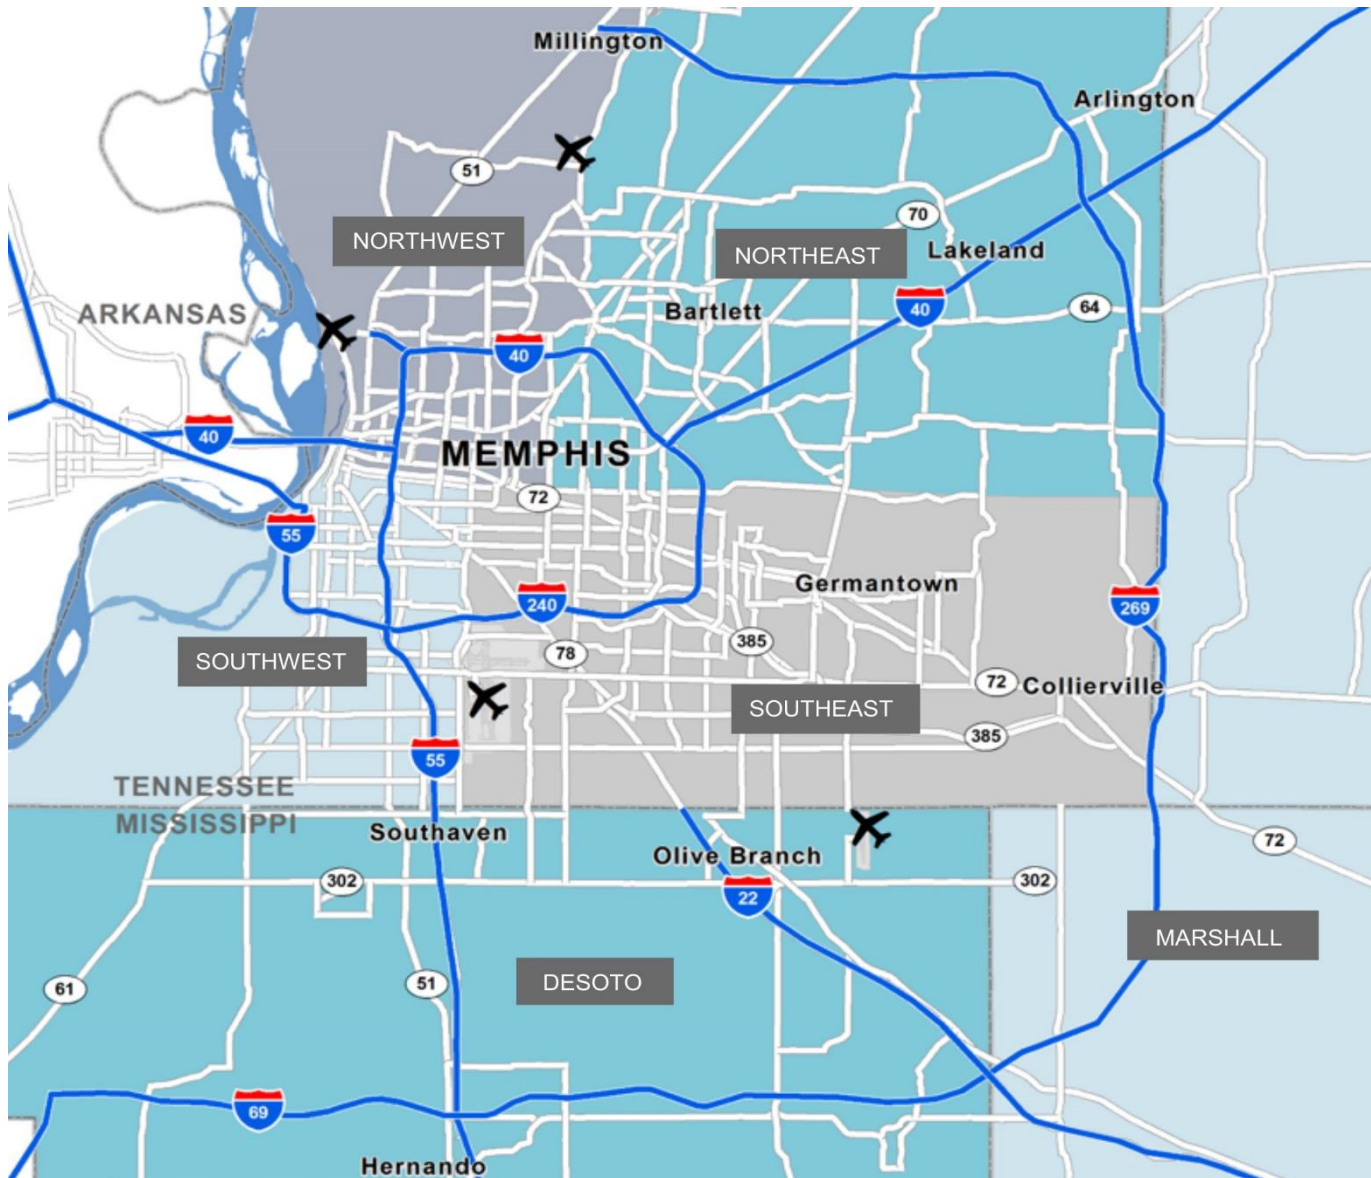 Millington
Arlington
51
70
NORTHWEST
NORTHEAST
Lakeland
ARKANSAS
Bartlett
40
64
40
40
MEMPHIS
72
55
Germantown
240
269
385
78
SOUTHWEST
72
Collierville
SOUTHEAST
385
55
TENNESSEE
MISSISSIPPI
Southaven
72
Olive Branch
302
302
22
MARSHALL
DESOTO
61
51
69
Hernando